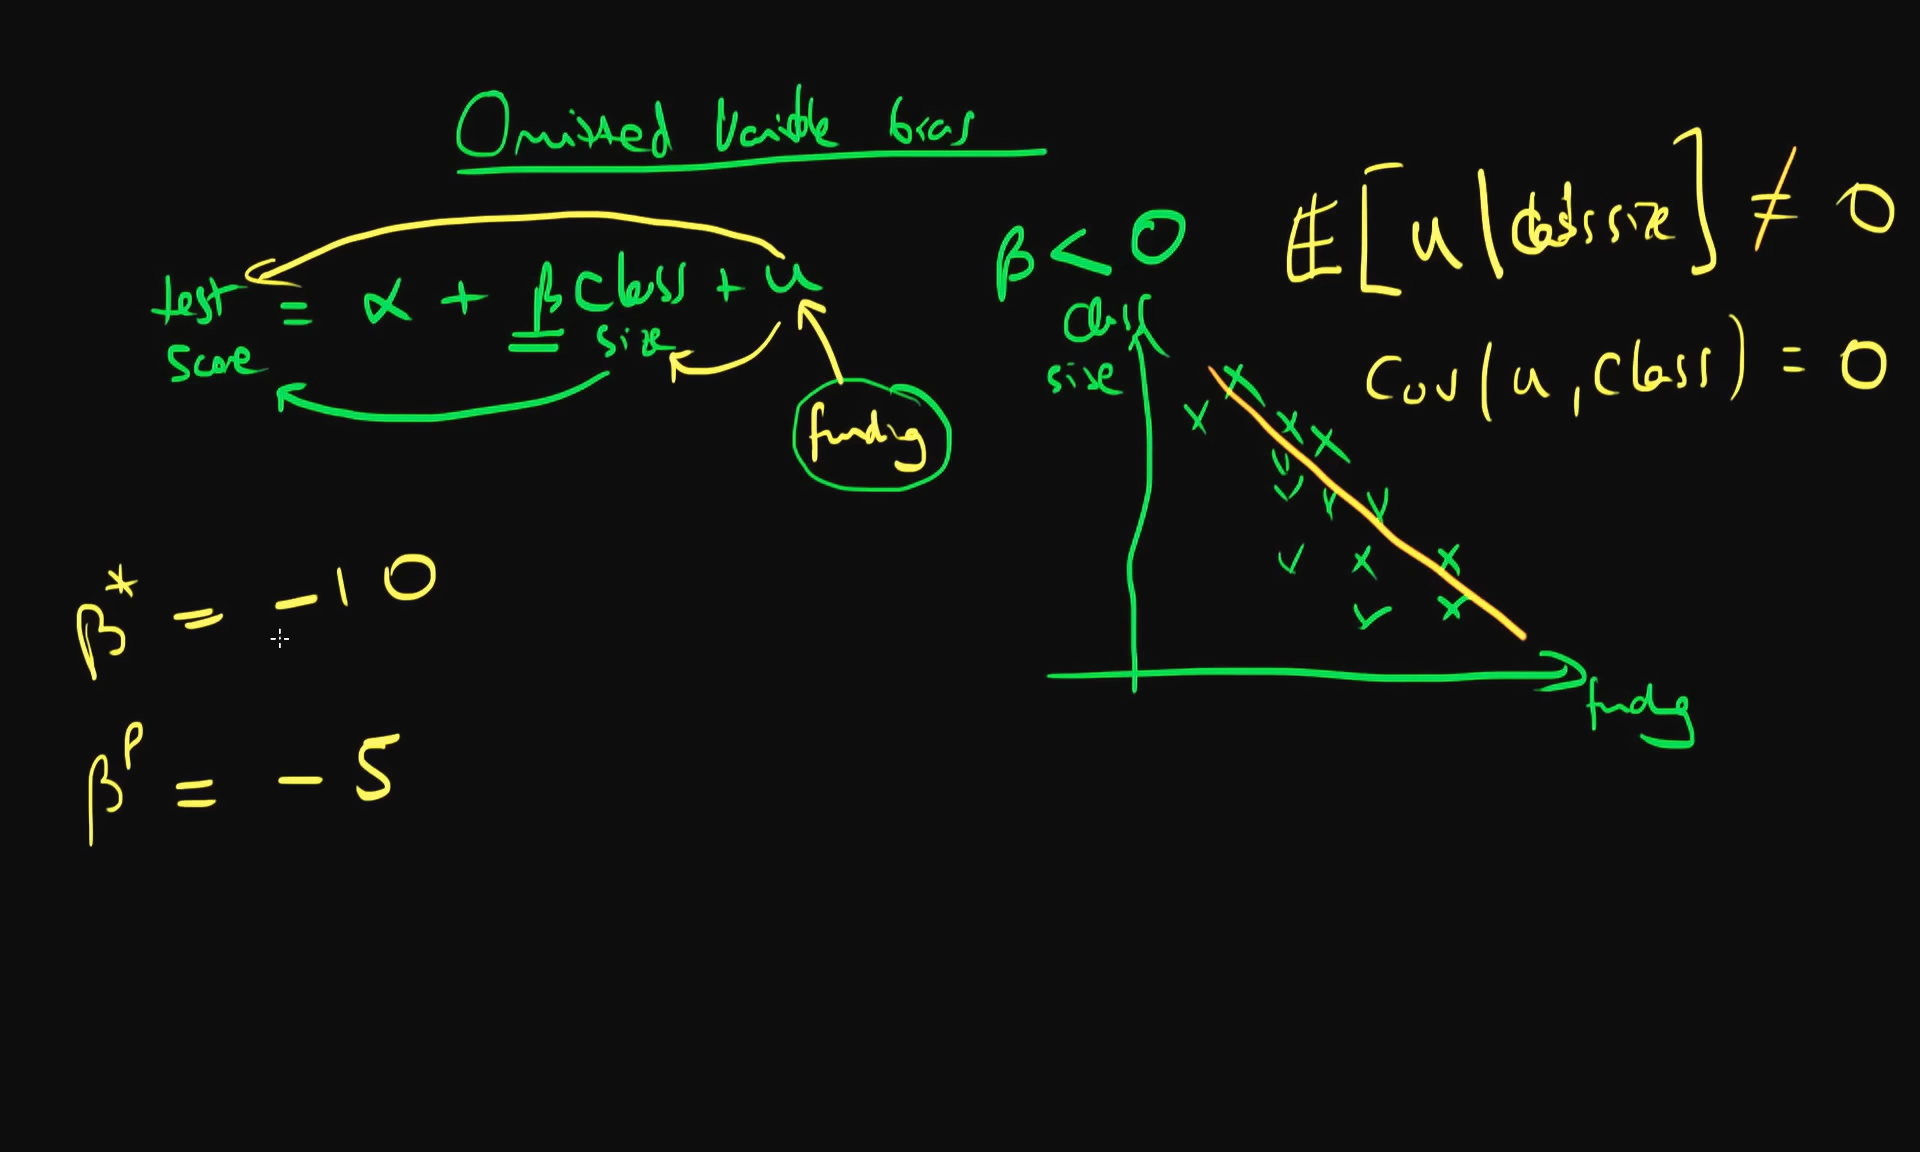 Omitted Variable bias
test score = α + β class size + u
funding
β < 0
E[u|class size] ≠ 0
Cov(u, class) = 0
class size
funding
β* = -10
βᵖ = -5